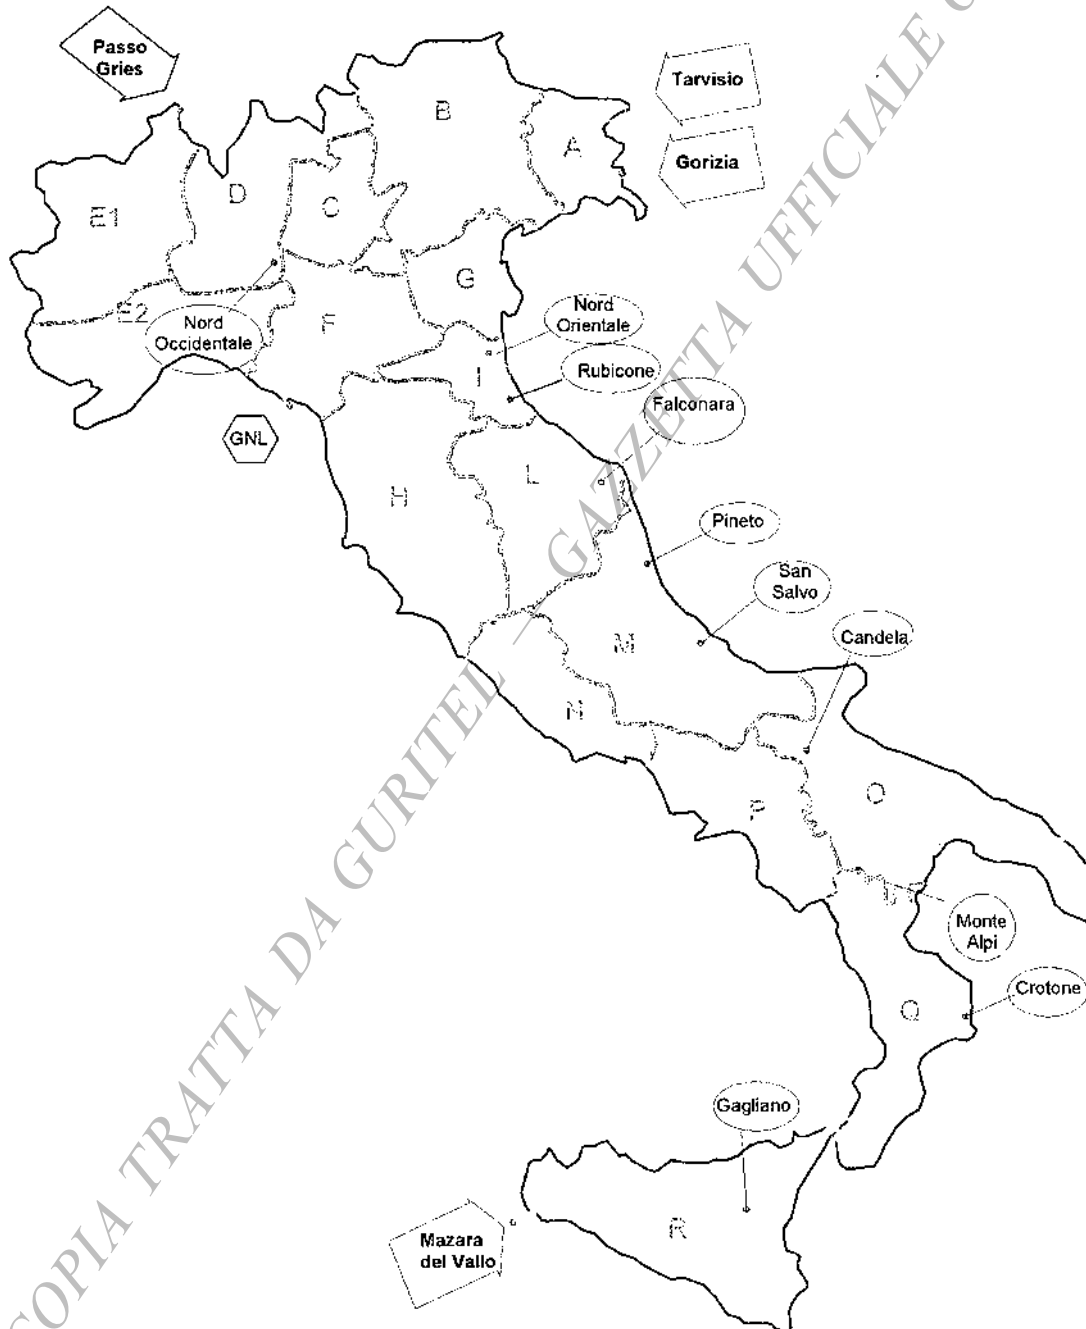 Passo
Gries
Tarvisio
Gorizia
B
A
D
C
E1
G
E2
F
Nord
Occidentale
Nord
Orientale
I
Rubicone
Falconara
GNL
L
H
Pineto
San
Salvo
Candela
M
N
O
P
Monte
Alpi
Crotone
Q
Gagliano
R
Mazara
del Vallo
COPIA TRATTA DA GURITEL — GAZZETTA UFFICIALE